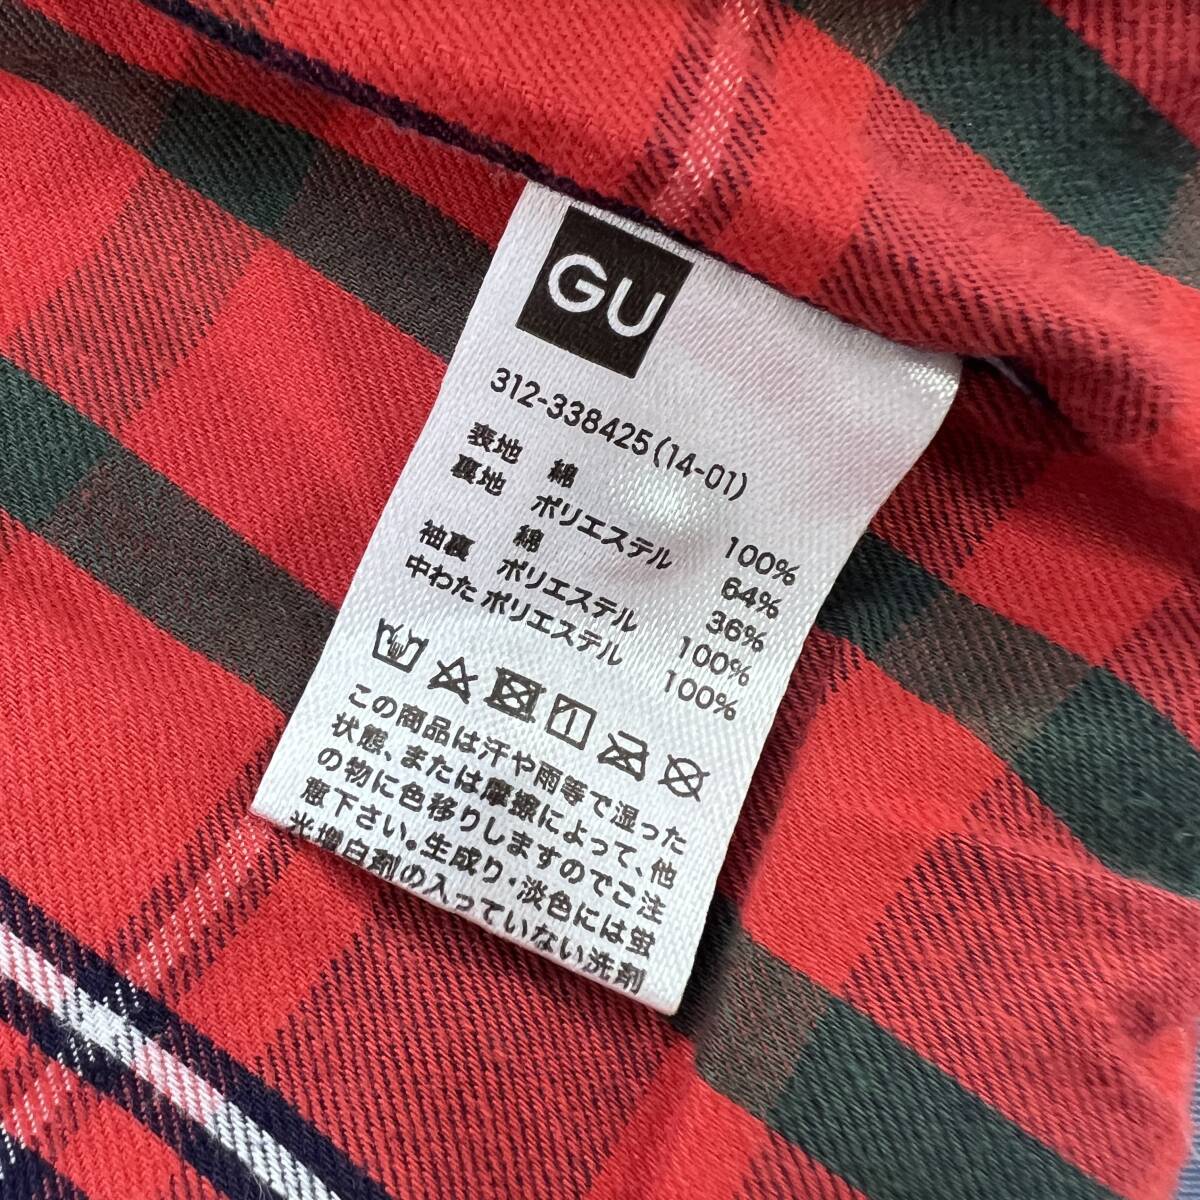 GU
312-338425(14-01)
表地 綿 100%
裏地 ポリエステル 64%
綿 36%
袖裏 ポリエステル 100%
中わた ポリエステル 100%
この商品は汗や雨等で湿った
状態、または摩擦によって、他
の物に色移りしますのでご注
意下さい。生成り・淡色には蛍
光増白剤の入っていない洗剤